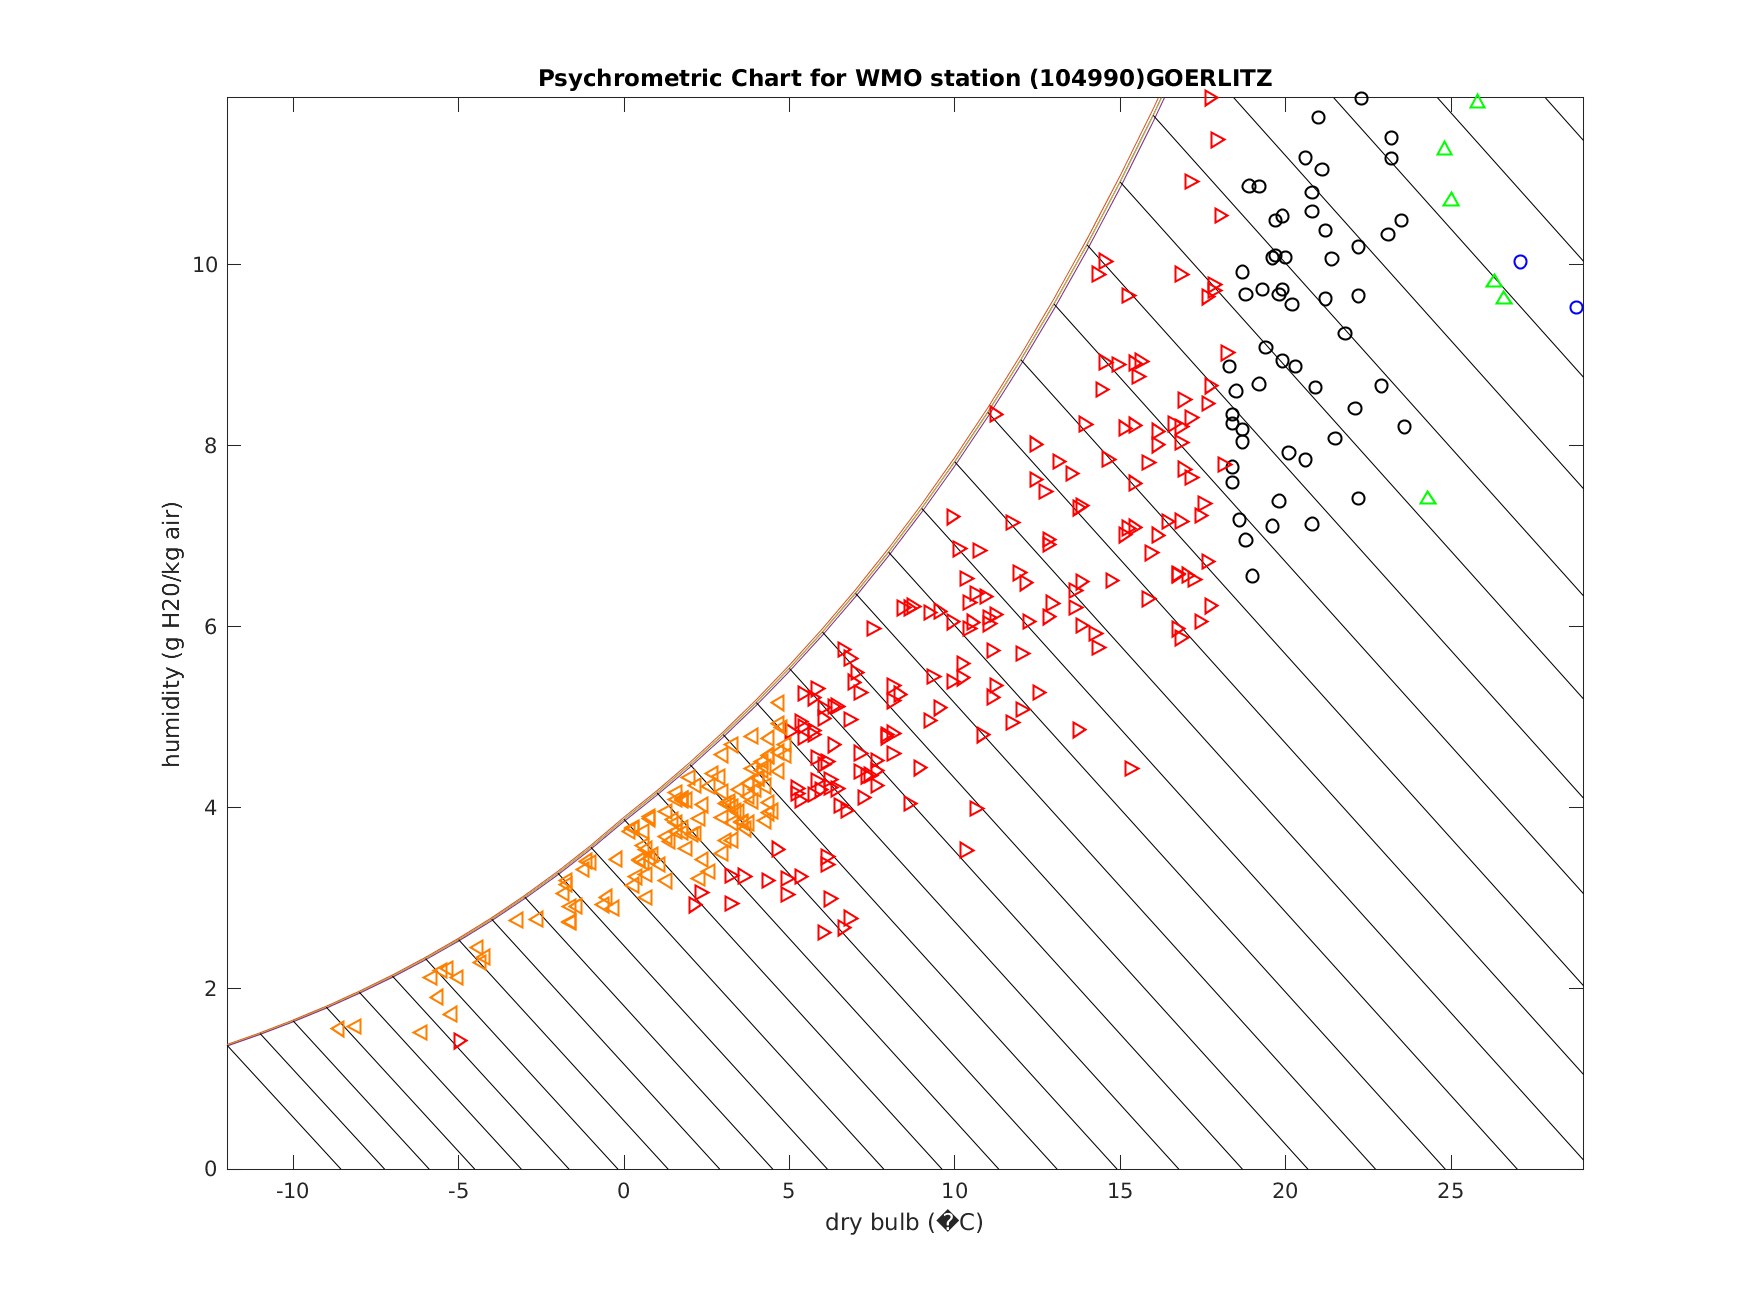 Psychrometric Chart for WMO station (104990)GOERLITZ
10
8
6
4
2
0
humidity (g H20/kg air)
-10 -5 0 5 10 15 20 25
dry bulb (�C)